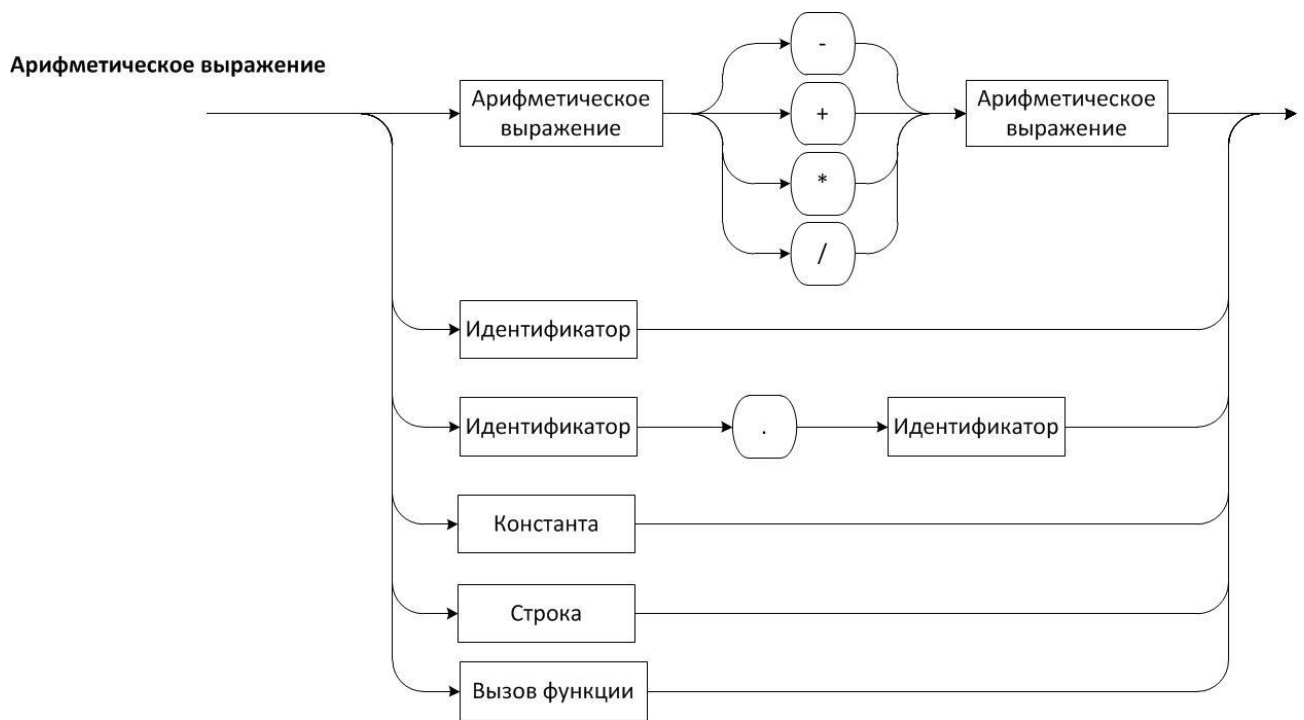 Арифметическое выражение
Арифметическое
выражение
-
+
*
/
Арифметическое
выражение
Идентификатор
Идентификатор
.
Идентификатор
Константа
Строка
Вызов функции